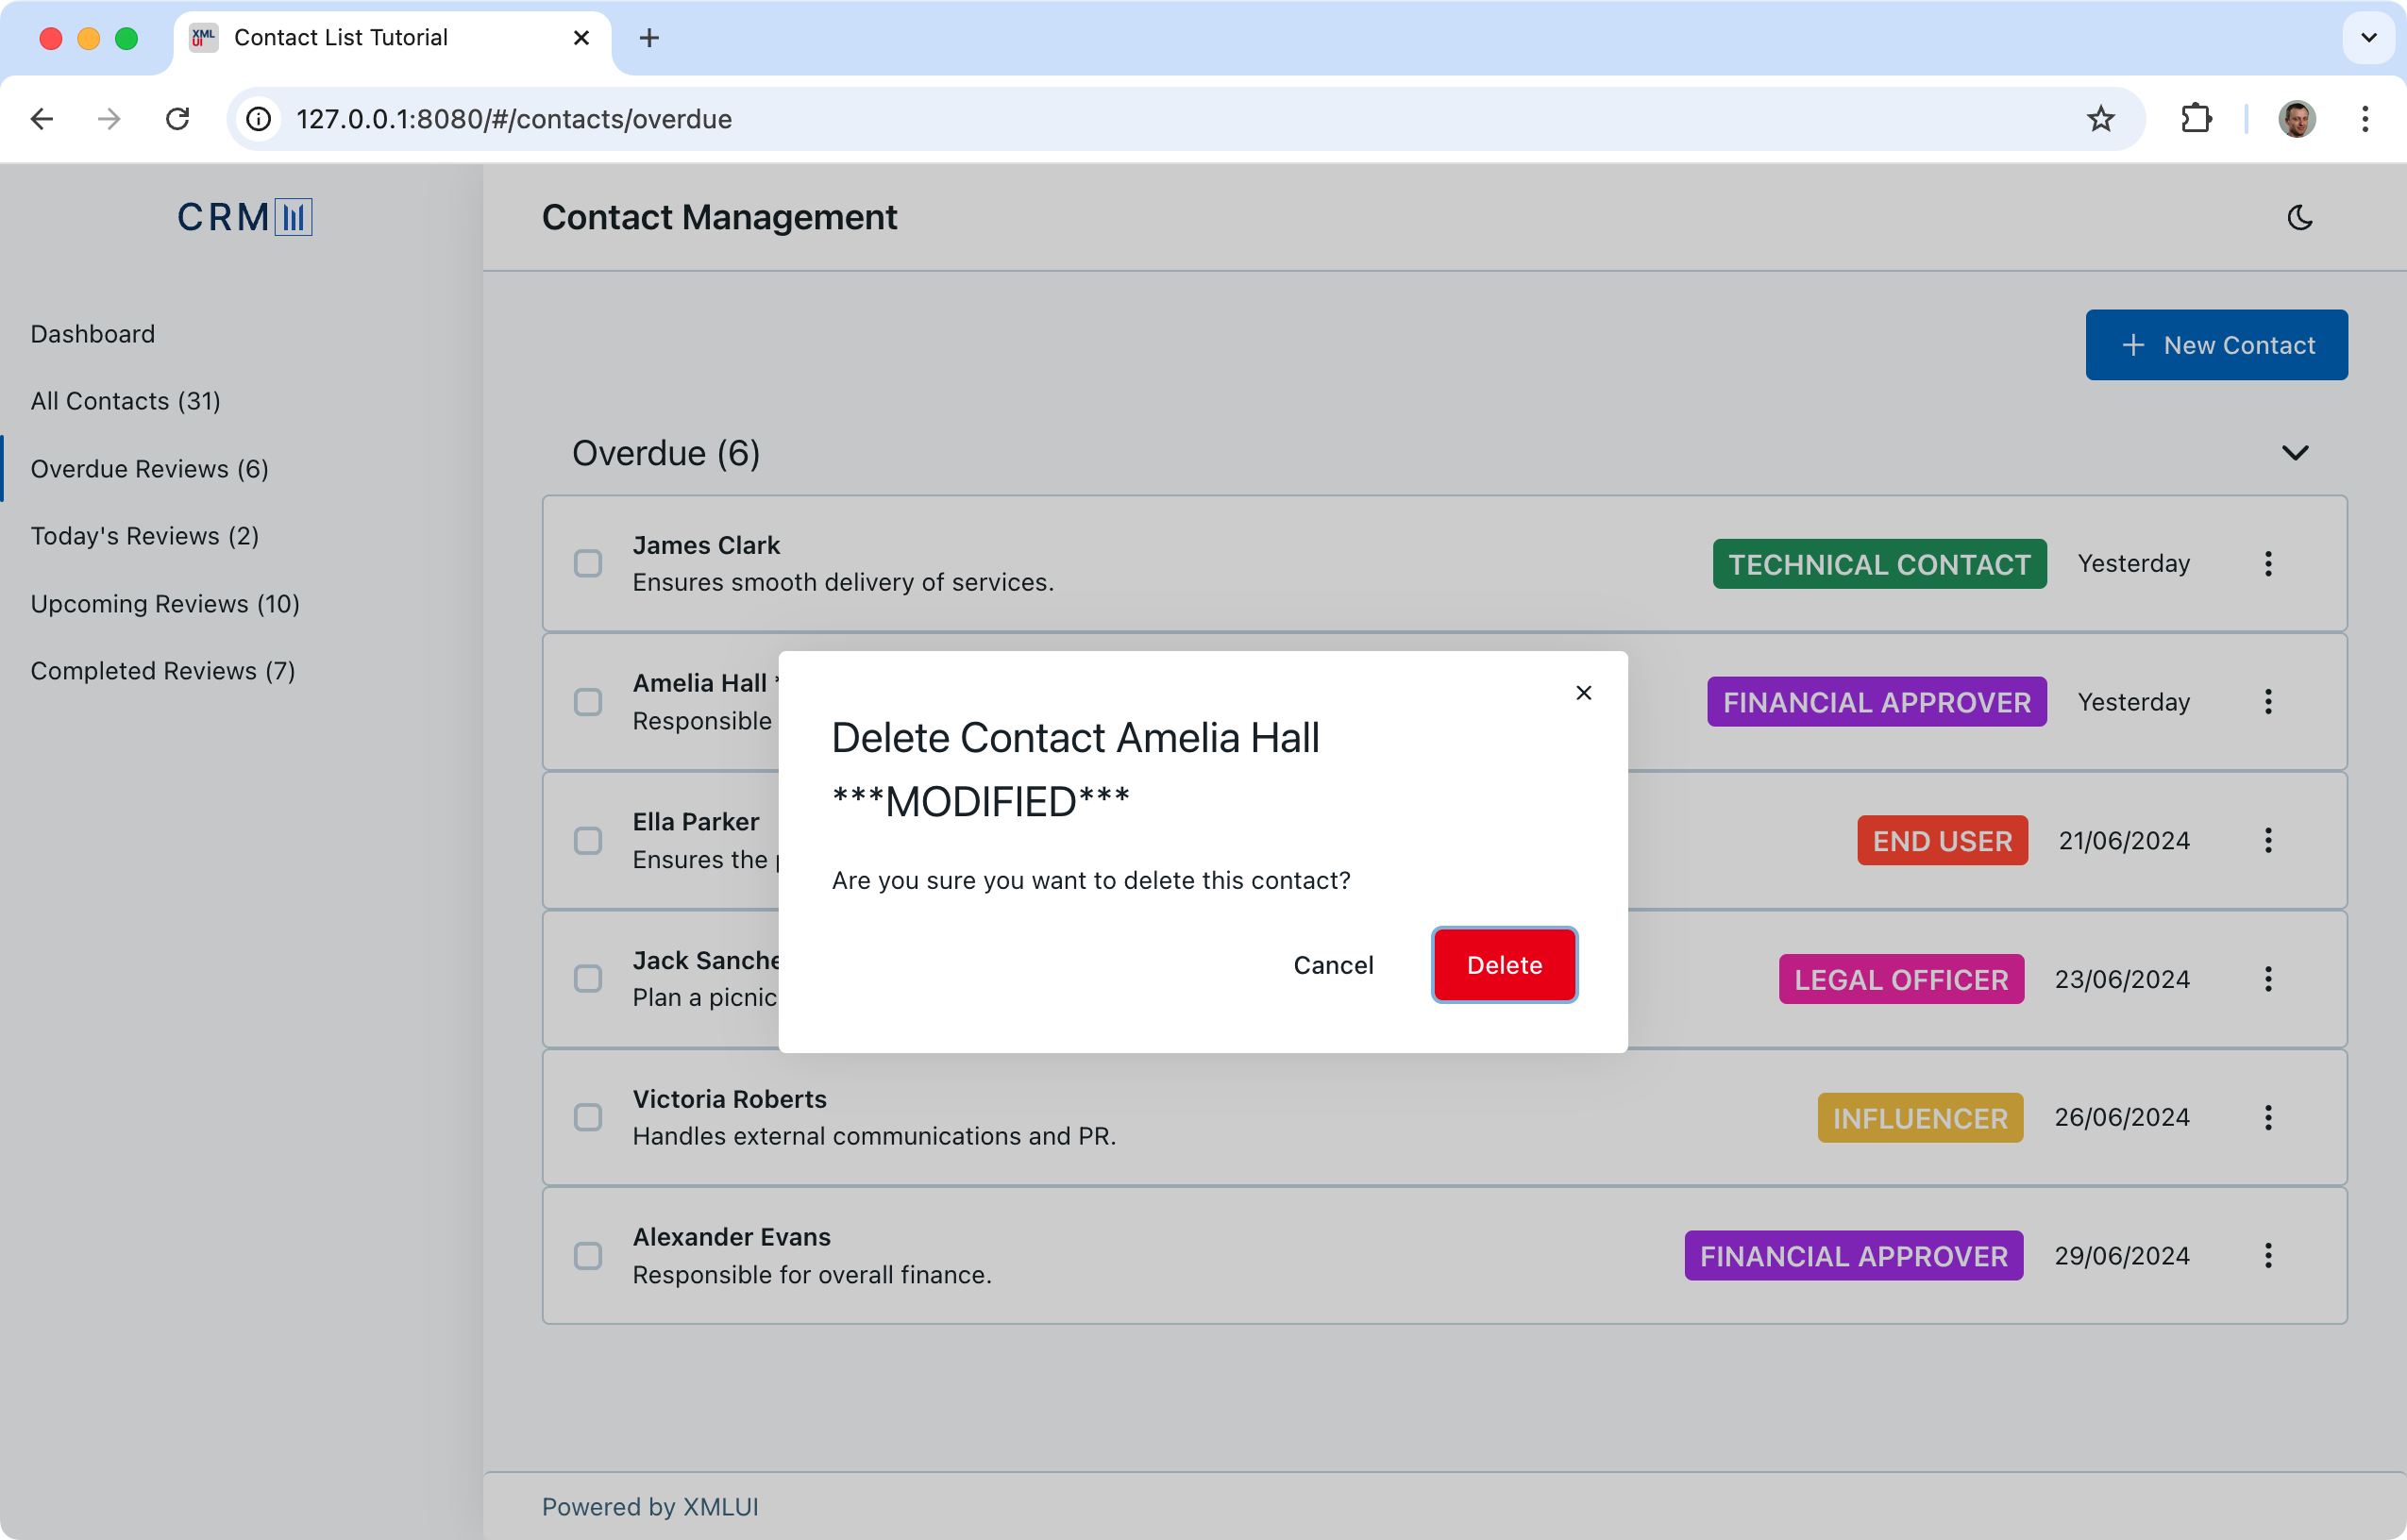 XML
UI
Contact List Tutorial
127.0.0.1:8080/#/contacts/overdue
CRM
Contact Management
Dashboard
All Contacts (31)
Overdue Reviews (6)
Today's Reviews (2)
Upcoming Reviews (10)
Completed Reviews (7)
New Contact
Overdue (6)
James Clark
Ensures smooth delivery of services.
TECHNICAL CONTACT
Yesterday
Amelia Hall
Responsible
FINANCIAL APPROVER
Yesterday
Ella Parker
Ensures the
END USER
21/06/2024
Jack Sanche
Plan a picnic
LEGAL OFFICER
23/06/2024
Victoria Roberts
Handles external communications and PR.
INFLUENCER
26/06/2024
Alexander Evans
Responsible for overall finance.
FINANCIAL APPROVER
29/06/2024
Delete Contact Amelia Hall
***MODIFIED***
Are you sure you want to delete this contact?
Cancel
Delete
Powered by XMLUI